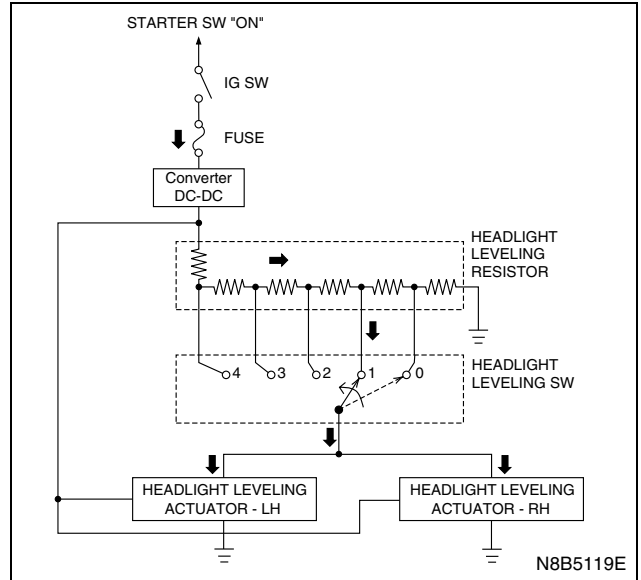 STARTER SW "ON"
IG SW
FUSE
Converter
DC-DC
HEADLIGHT
LEVELING
RESISTOR
4
3
2
1
0
HEADLIGHT
LEVELING SW
HEADLIGHT LEVELING
ACTUATOR - LH
HEADLIGHT LEVELING
ACTUATOR - RH
N8B5119E